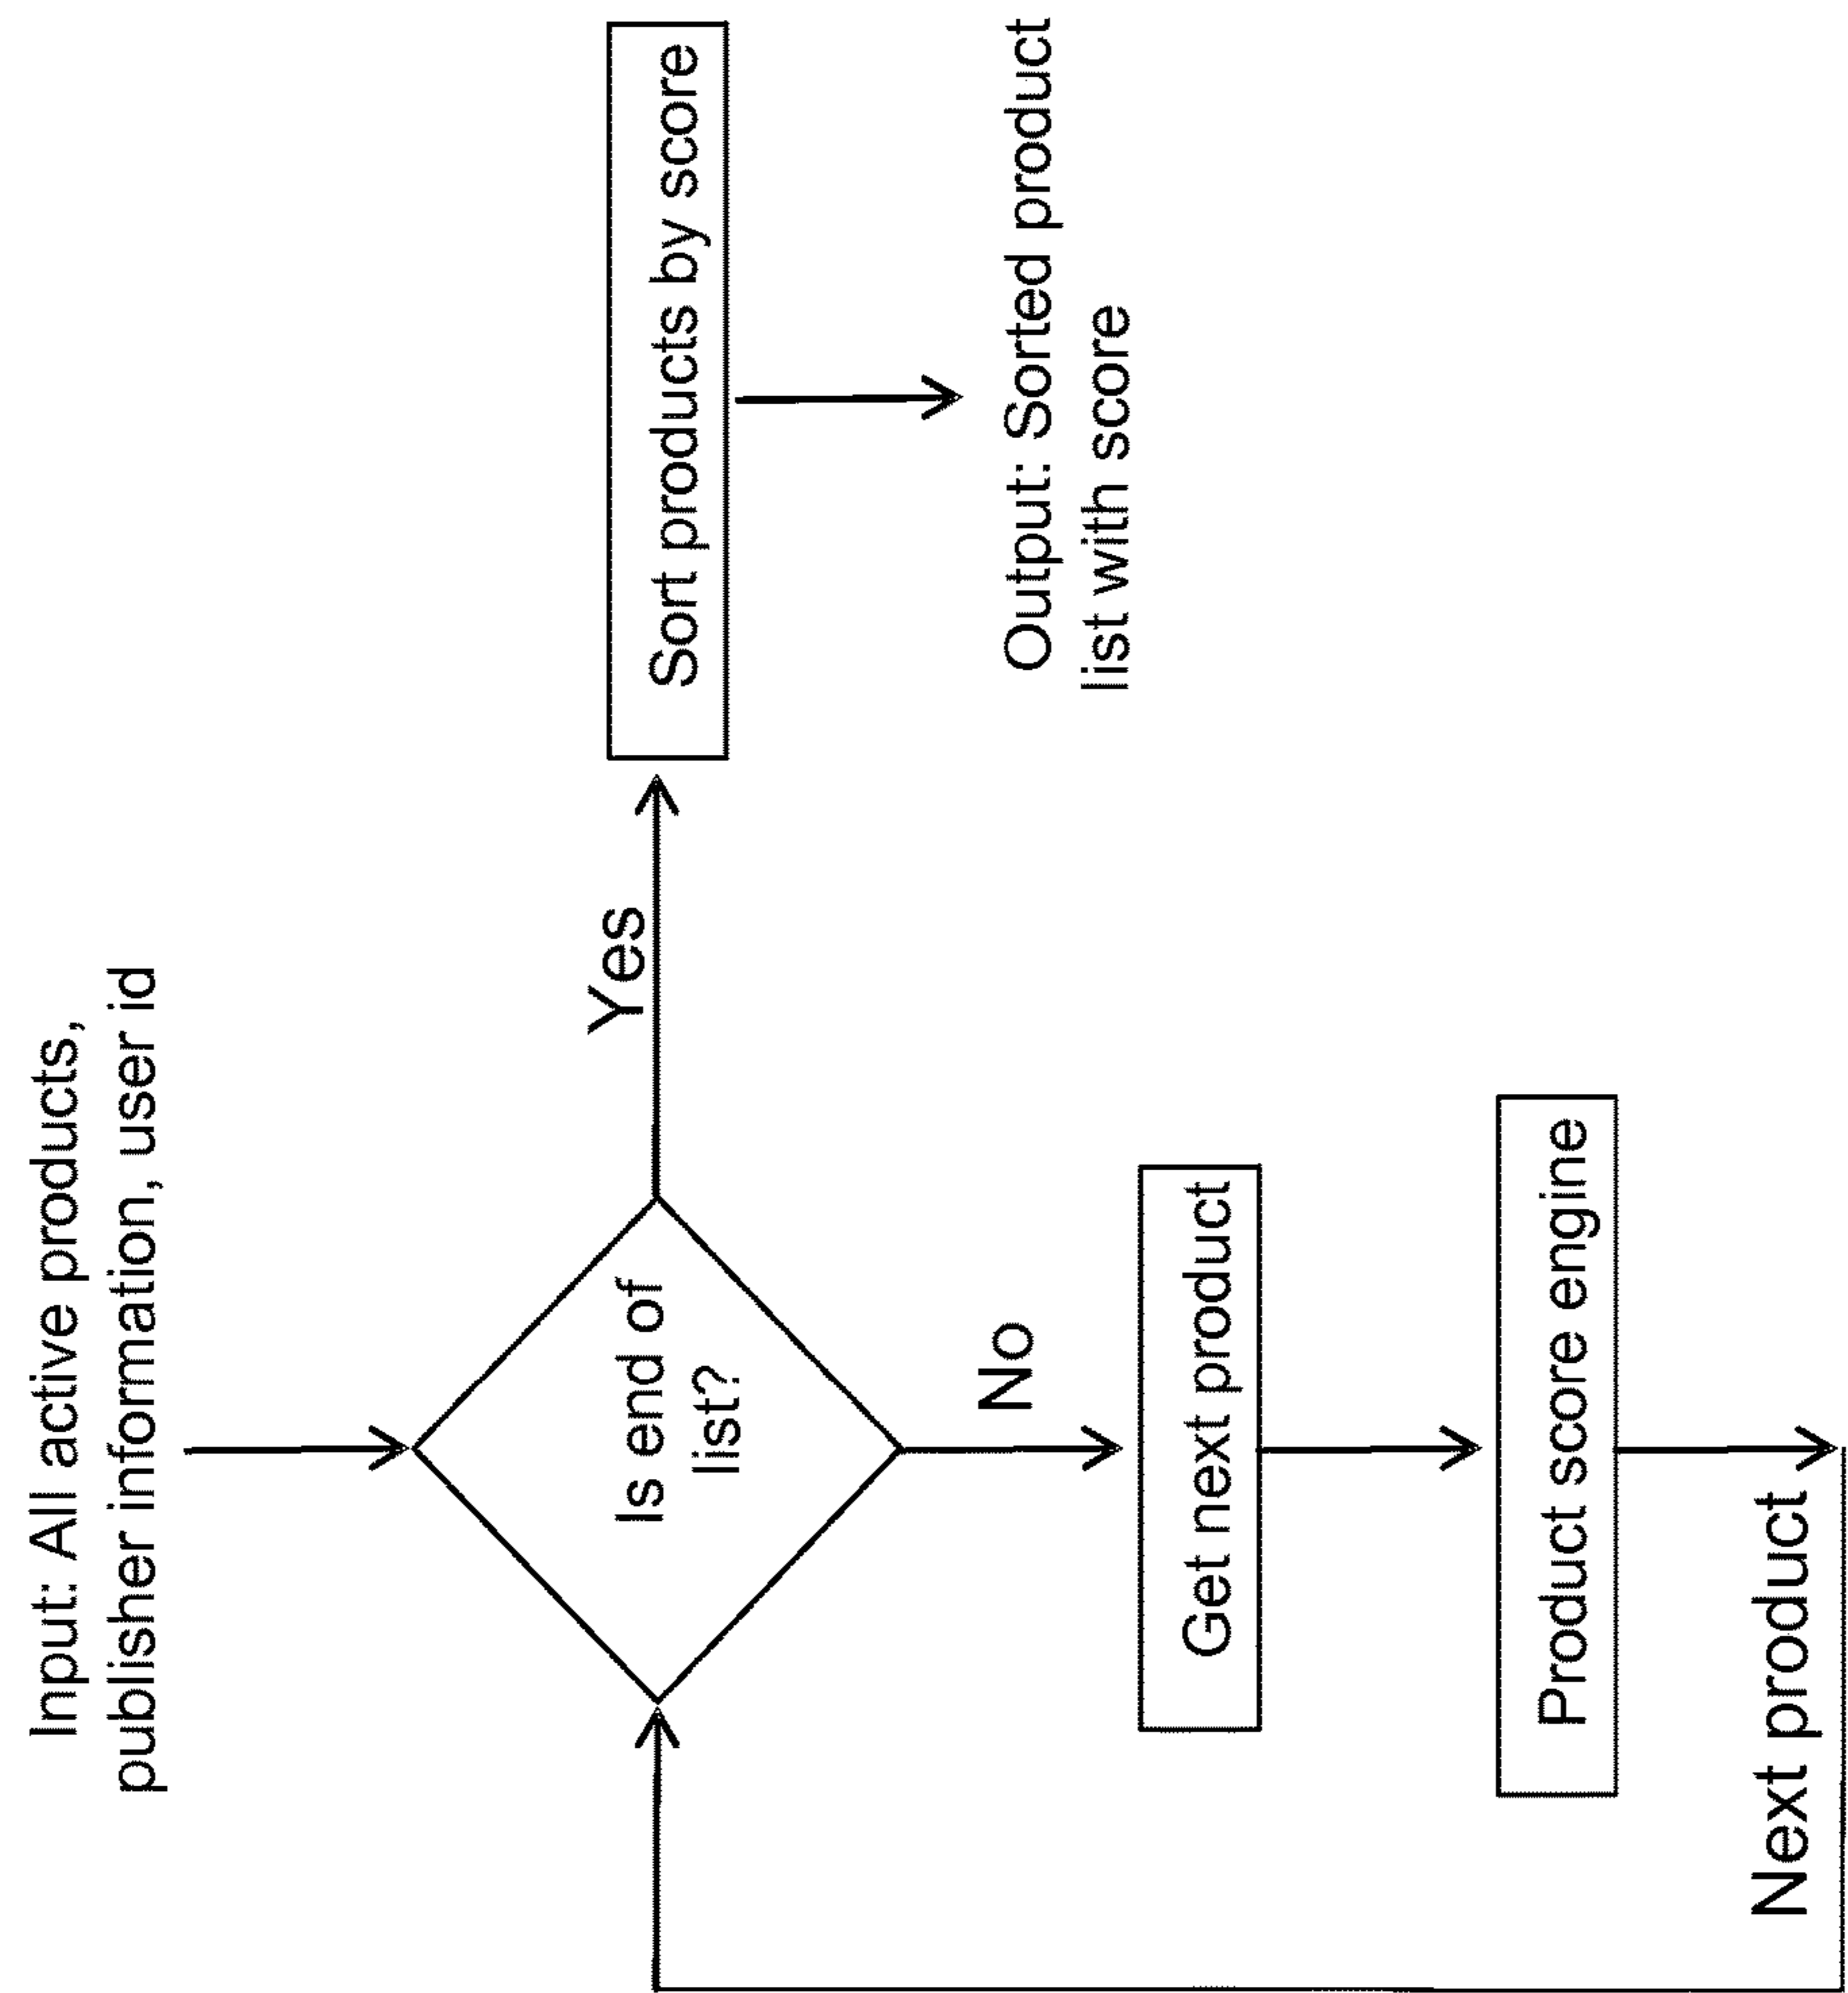 Input: All active products,
publisher information, user id
Is end of
list?
Yes
Sort products by score
Output: Sorted product
list with score
No
Get next product
Product score engine
Next product